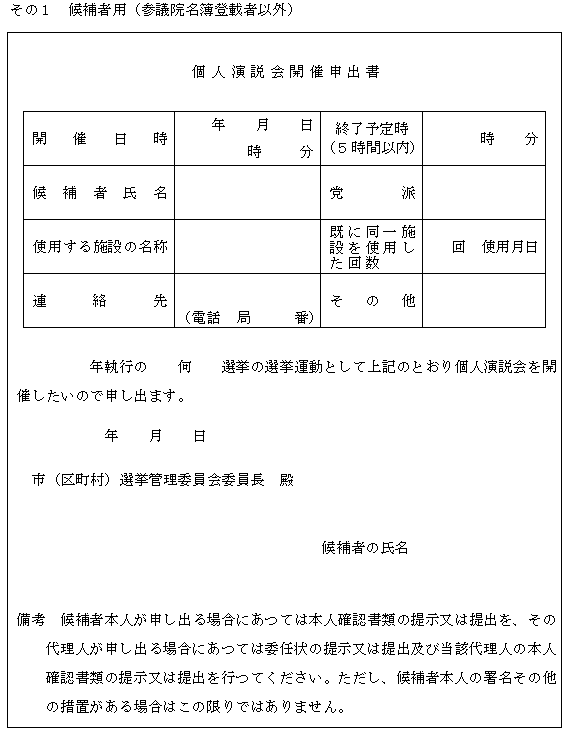 その１　候補者用（参議院名簿登載者以外）
個人演説会開催申出書
開催日時
年　　月　　日
時　　分
終了予定時
（５時間以内）
時　　分
候補者氏名
党派
使用する施設の名称
既に同一施
設を使用し
た回数
回　使用月日
連絡先
（電話　局　　　番）
その他
年執行の　　何　　選挙の選挙運動として上記のとおり個人演説会を開
催したいので申し出ます。
年　　月　　日
市（区町村）選挙管理委員会委員長　殿
候補者の氏名
備考　候補者本人が申し出る場合にあつては本人確認書類の提示又は提出を、その
代理人が申し出る場合にあつては委任状の提示又は提出及び当該代理人の本人
確認書類の提示又は提出を行つてください。ただし、候補者本人の署名その他
の措置がある場合はこの限りではありません。